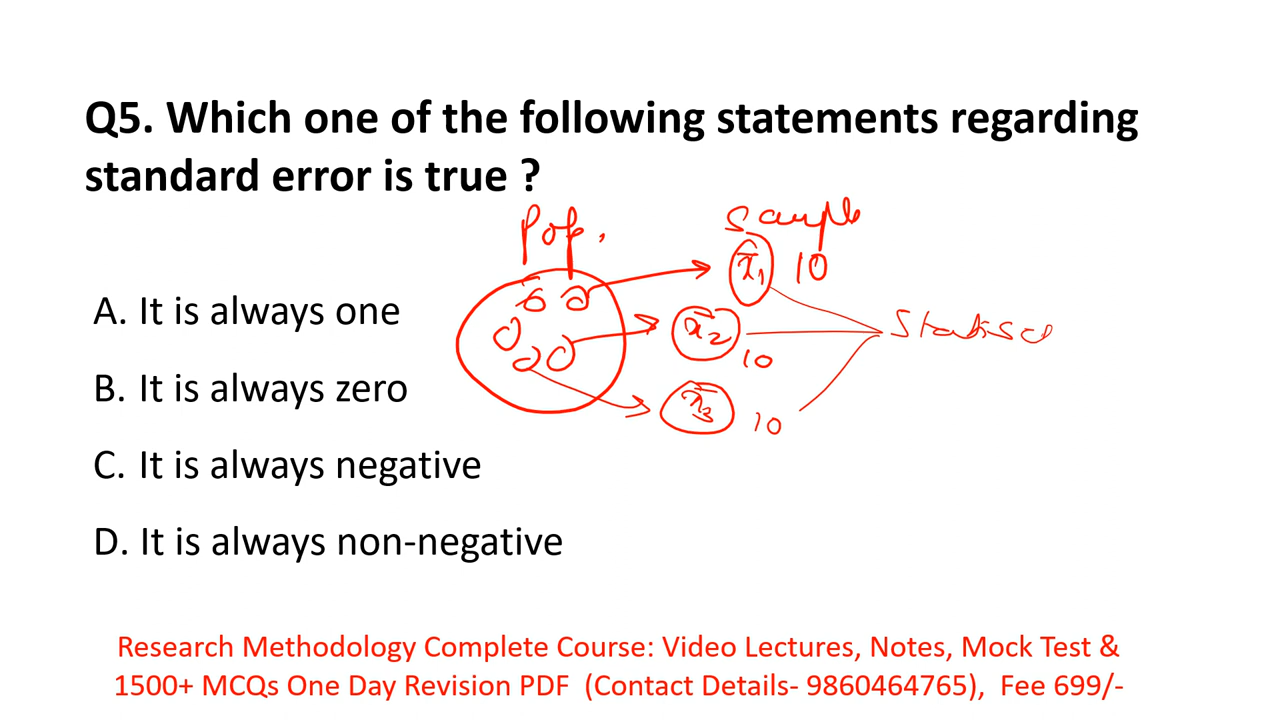 Q5. Which one of the following statements regarding
standard error is true ?
Pop.
Sample
x̄1 10
A. It is always one
x̄2
10
B. It is always zero
x̄3
10
C. It is always negative
D. It is always non-negative
Research Methodology Complete Course: Video Lectures, Notes, Mock Test &
1500+ MCQs One Day Revision PDF (Contact Details- 9860464765), Fee 699/-